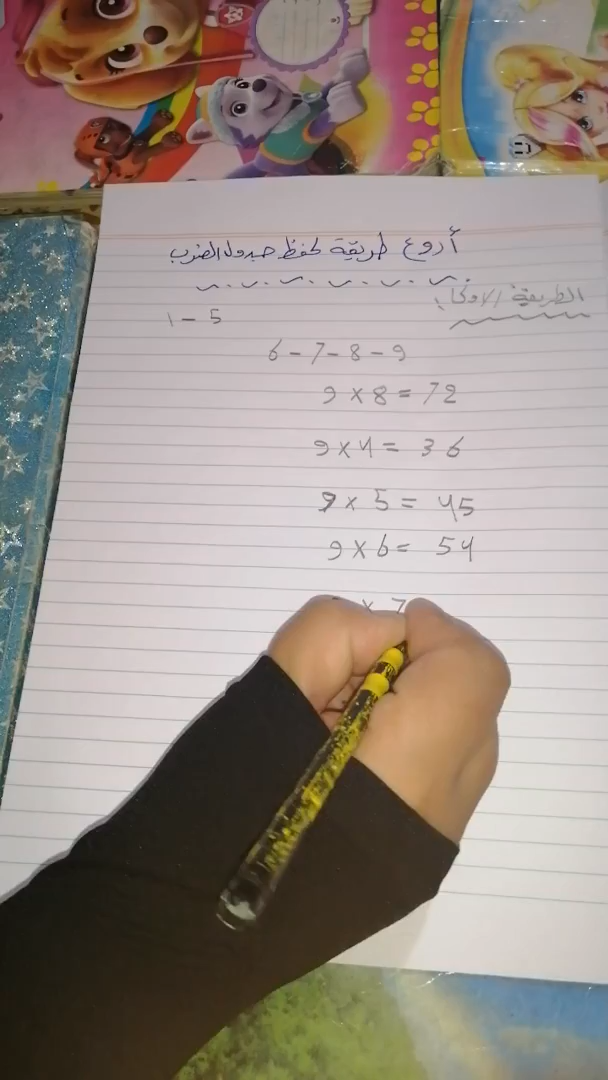 أروع طريقة لحفظ جدول الضرب
الطريقة الاولى:
1 - 5
6 - 7 - 8 - 9
9 × 8 = 72
9 × 4 = 36
9 × 5 = 45
9 × 6 = 54
× 7